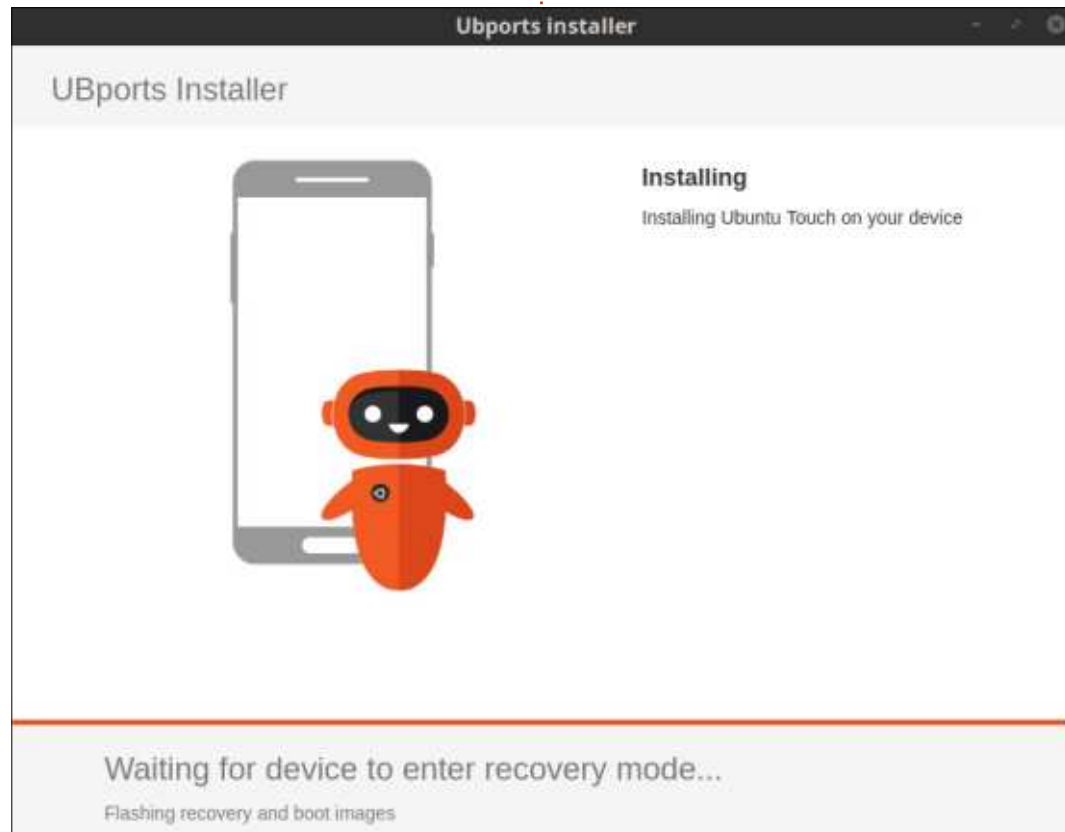 Ubports installer
UBports Installer
Installing
Installing Ubuntu Touch on your device
Waiting for device to enter recovery mode...
Flashing recovery and boot images